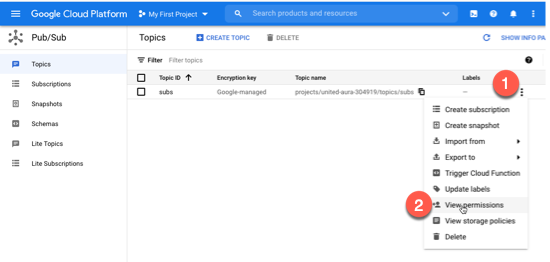 Google Cloud Platform
My First Project
Search products and resources
Pub/Sub
Topics
CREATE TOPIC
DELETE
SHOW INFO PA
Topics
Subscriptions
Snapshots
Schemas
Lite Topics
Lite Subscriptions
Filter Filter topics
Topic ID Encryption key Topic name Labels
subs Google-managed projects/united-aura-304919/topics/subs –
1
Create subscription
Create snapshot
Import from
Export to
Trigger Cloud Function
Update labels
2
View permissions
View storage policies
Delete